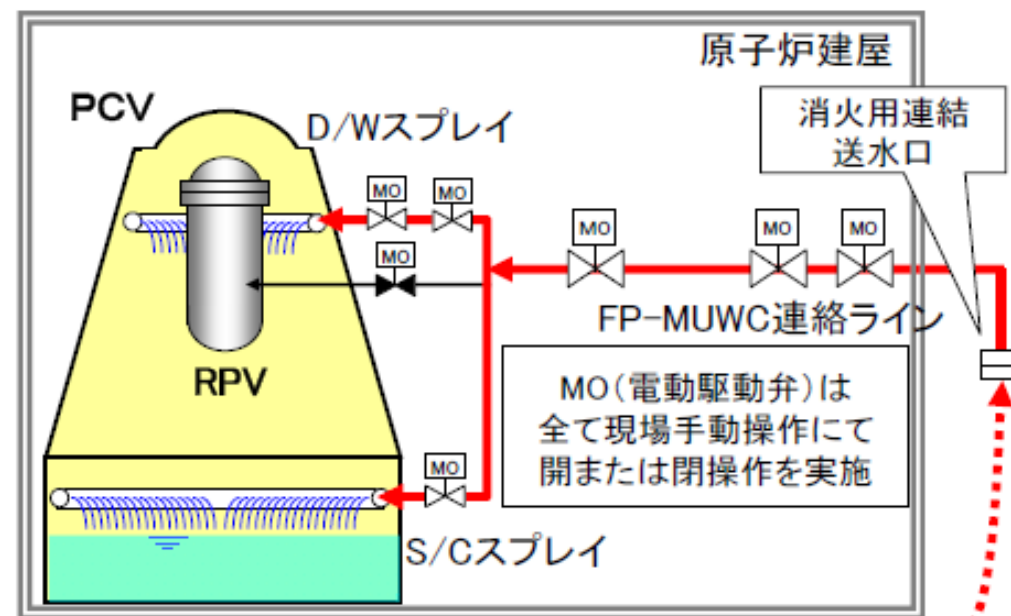 原子炉建屋
PCV
D/Wスプレイ
消火用連結
送水口
MO
MO
MO
MO
MO
MO
FP-MUWC連絡ライン
RPV
MO(電動駆動弁)は
全て現場手動操作にて
開または閉操作を実施
MO
S/Cスプレイ